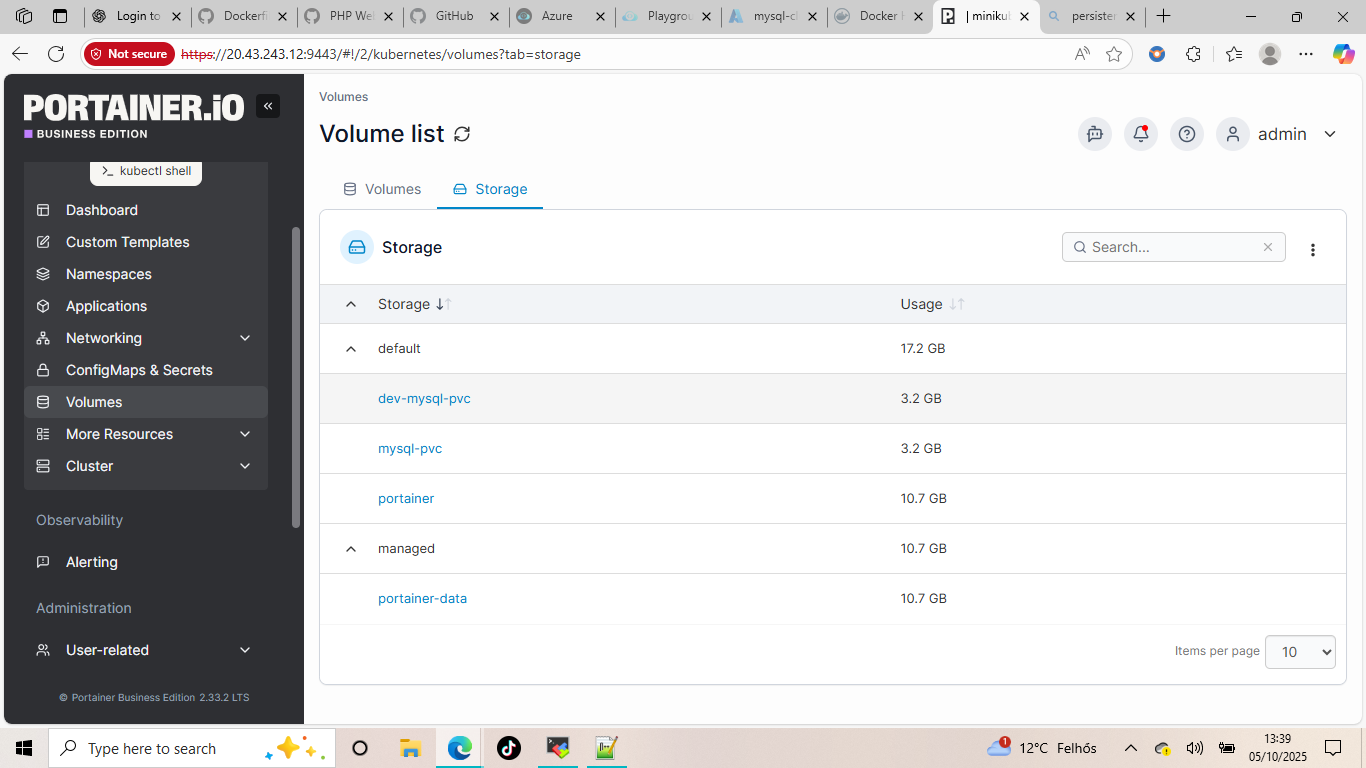 Login to
Dockerfi
PHP Wel
GitHub
Azure
Playgrou
mysql-cl
Docker H
| minikub
persisten
Not secure
https://20.43.243.12:9443/#!/2/kubernetes/volumes?tab=storage
PORTAINER.iO
BUSINESS EDITION
kubectl shell
Dashboard
Custom Templates
Namespaces
Applications
Networking
ConfigMaps & Secrets
Volumes
More Resources
Cluster
Observability
Alerting
Administration
User-related
© Portainer Business Edition 2.33.2 LTS
Volumes
Volume list
admin
Volumes
Storage
Storage
Search...
Storage Usage
default 17.2 GB
dev-mysql-pvc 3.2 GB
mysql-pvc 3.2 GB
portainer 10.7 GB
managed 10.7 GB
portainer-data 10.7 GB
Items per page 10
Type here to search
1
12°C Felhős
13:39
05/10/2025